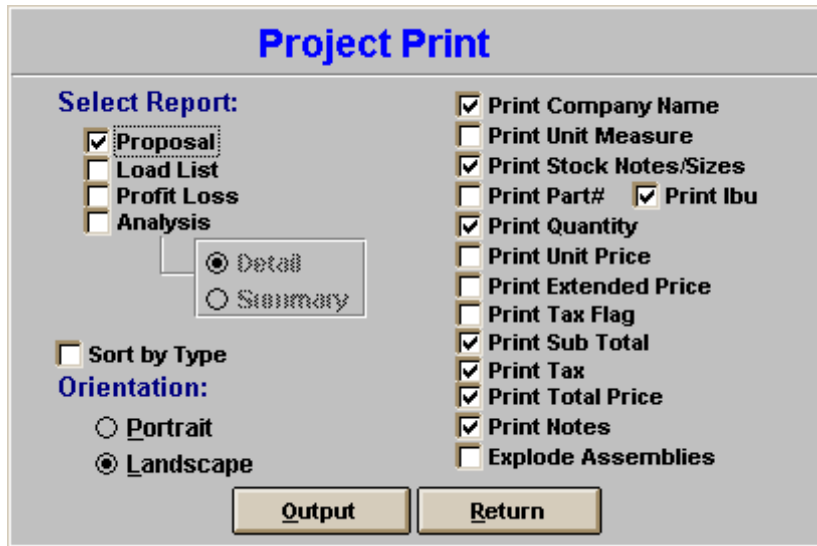 Project Print
Select Report:
Proposal
Load List
Profit Loss
Analysis
Detail
Summary
Sort by Type
Orientation:
Portrait
Landscape
Print Company Name
Print Unit Measure
Print Stock Notes/Sizes
Print Part# Print Ibu
Print Quantity
Print Unit Price
Print Extended Price
Print Tax Flag
Print Sub Total
Print Tax
Print Total Price
Print Notes
Explode Assemblies
Output Return